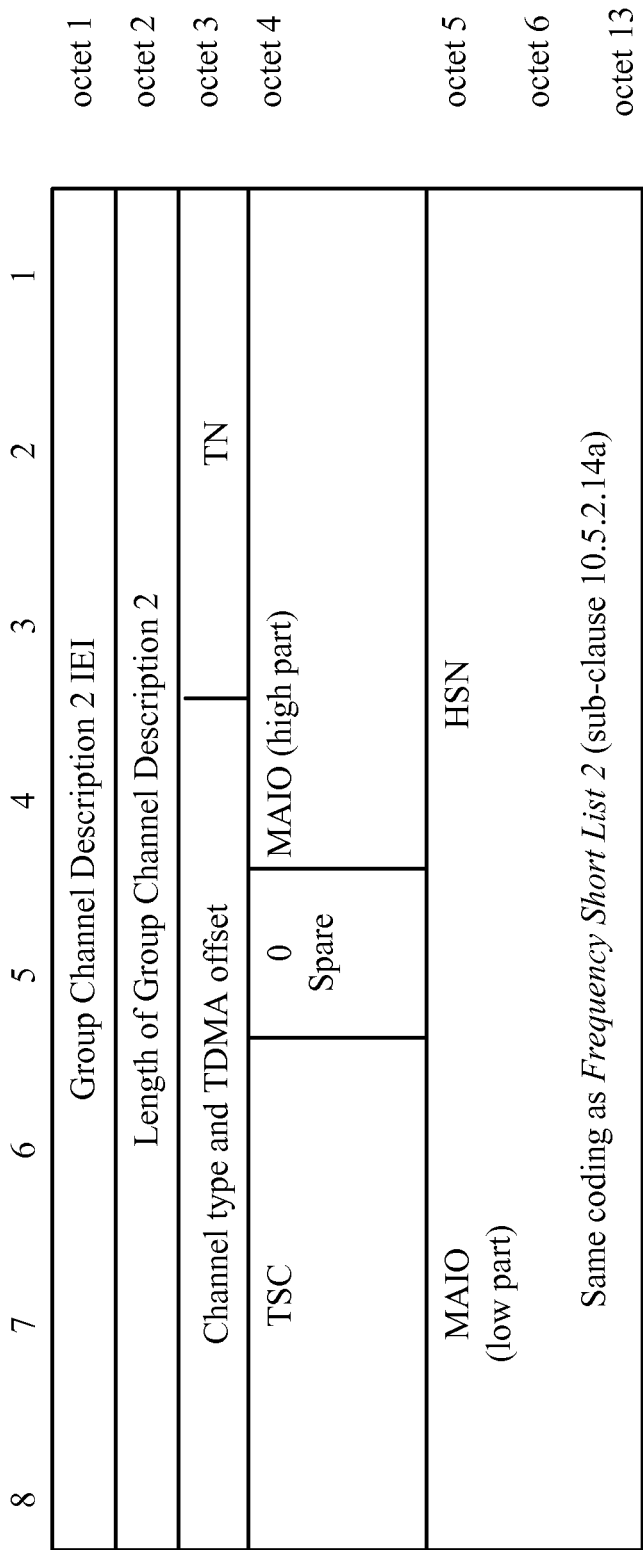 8 7 6 5 4 3 2 1
Group Channel Description 2 IEI octet 1
Length of Group Channel Description 2 octet 2
Channel type and TDMA offset TN octet 3
TSC 0 MAIO (high part) octet 4
Spare
MAIO HSN octet 5
(low part)
octet 6
Same coding as Frequency Short List 2 (sub-clause 10.5.2.14a)
octet 13